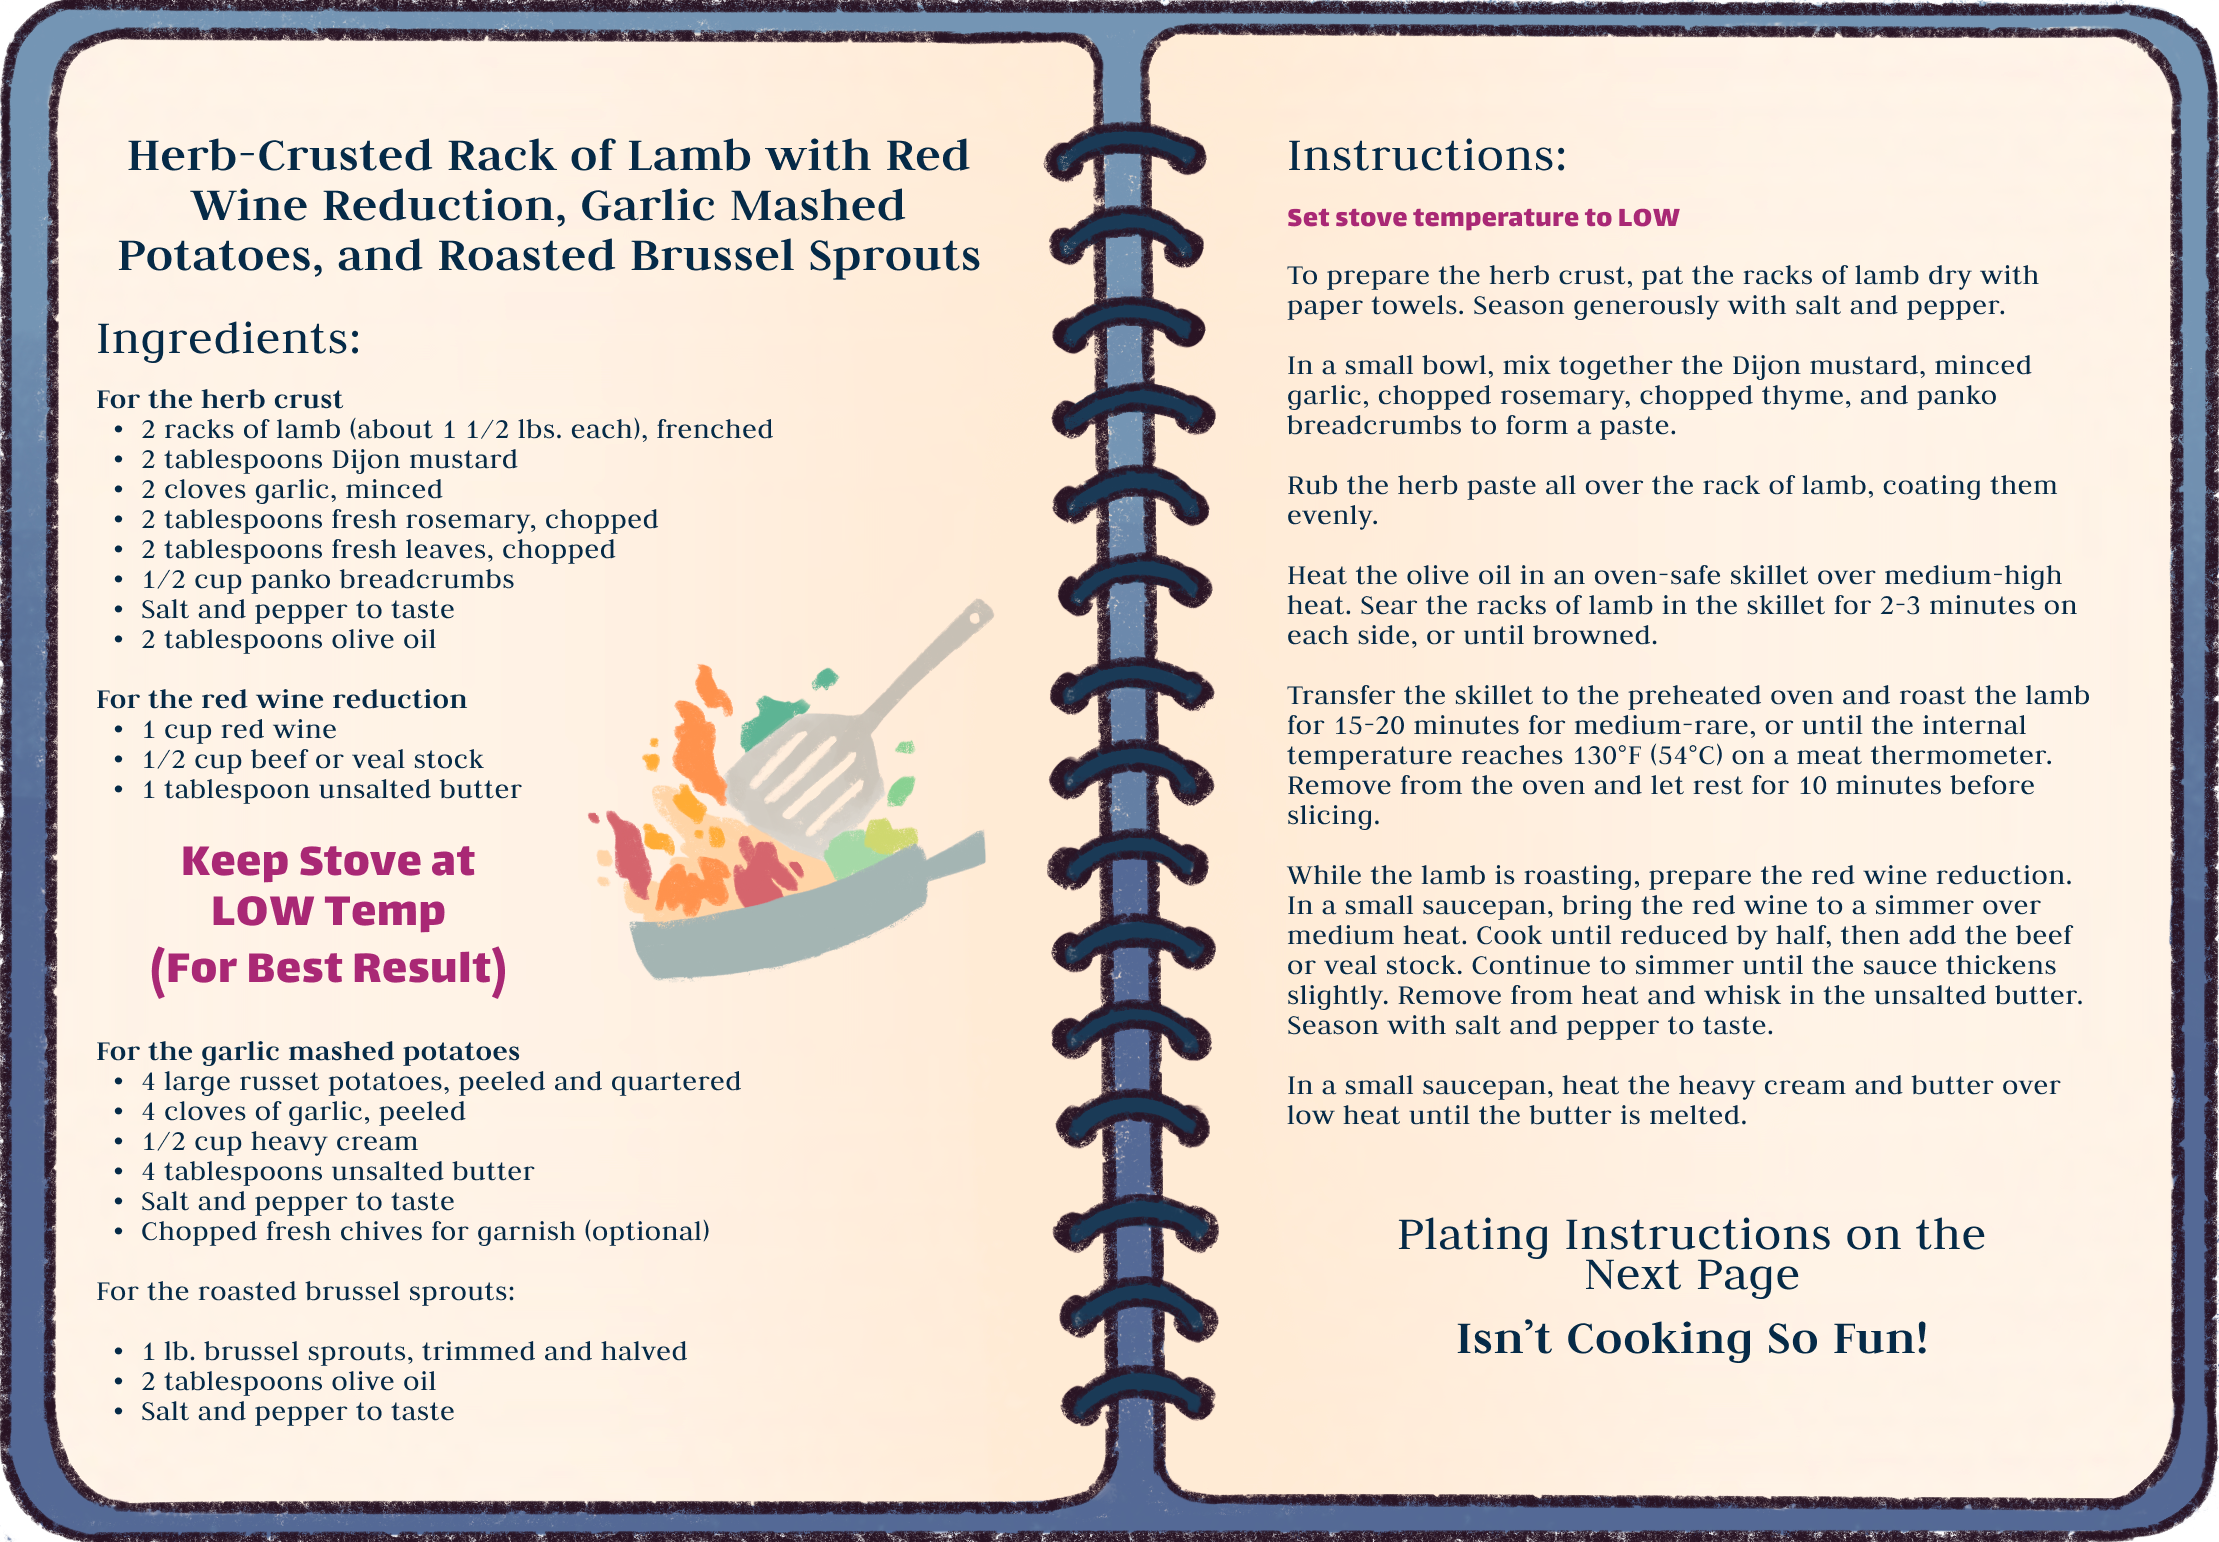 Herb-Crusted Rack of Lamb with Red
Wine Reduction, Garlic Mashed
Potatoes, and Roasted Brussel Sprouts
Ingredients:
For the herb crust
• 2 racks of lamb (about 1 1/2 lbs. each), frenched
• 2 tablespoons Dijon mustard
• 2 cloves garlic, minced
• 2 tablespoons fresh rosemary, chopped
• 2 tablespoons fresh leaves, chopped
• 1/2 cup panko breadcrumbs
• Salt and pepper to taste
• 2 tablespoons olive oil
For the red wine reduction
• 1 cup red wine
• 1/2 cup beef or veal stock
• 1 tablespoon unsalted butter
Keep Stove at
LOW Temp
(For Best Result)
For the garlic mashed potatoes
• 4 large russet potatoes, peeled and quartered
• 4 cloves of garlic, peeled
• 1/2 cup heavy cream
• 4 tablespoons unsalted butter
• Salt and pepper to taste
• Chopped fresh chives for garnish (optional)
For the roasted brussel sprouts:
• 1 lb. brussel sprouts, trimmed and halved
• 2 tablespoons olive oil
• Salt and pepper to taste
Instructions:
Set stove temperature to LOW
To prepare the herb crust, pat the racks of lamb dry with
paper towels. Season generously with salt and pepper.
In a small bowl, mix together the Dijon mustard, minced
garlic, chopped rosemary, chopped thyme, and panko
breadcrumbs to form a paste.
Rub the herb paste all over the rack of lamb, coating them
evenly.
Heat the olive oil in an oven-safe skillet over medium-high
heat. Sear the racks of lamb in the skillet for 2-3 minutes on
each side, or until browned.
Transfer the skillet to the preheated oven and roast the lamb
for 15-20 minutes for medium-rare, or until the internal
temperature reaches 130°F (54°C) on a meat thermometer.
Remove from the oven and let rest for 10 minutes before
slicing.
While the lamb is roasting, prepare the red wine reduction.
In a small saucepan, bring the red wine to a simmer over
medium heat. Cook until reduced by half, then add the beef
or veal stock. Continue to simmer until the sauce thickens
slightly. Remove from heat and whisk in the unsalted butter.
Season with salt and pepper to taste.
In a small saucepan, heat the heavy cream and butter over
low heat until the butter is melted.
Plating Instructions on the
Next Page
Isn't Cooking So Fun!